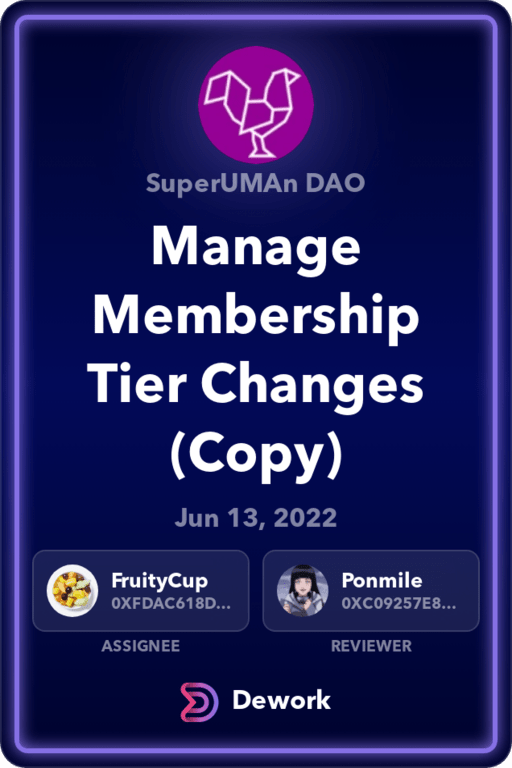 SuperUMAn DAO
Manage
Membership
Tier Changes
(Copy)
Jun 13, 2022
FruityCup
0XFDAC618D...
ASSIGNEE
Ponmile
0XC09257E8...
REVIEWER
Dework